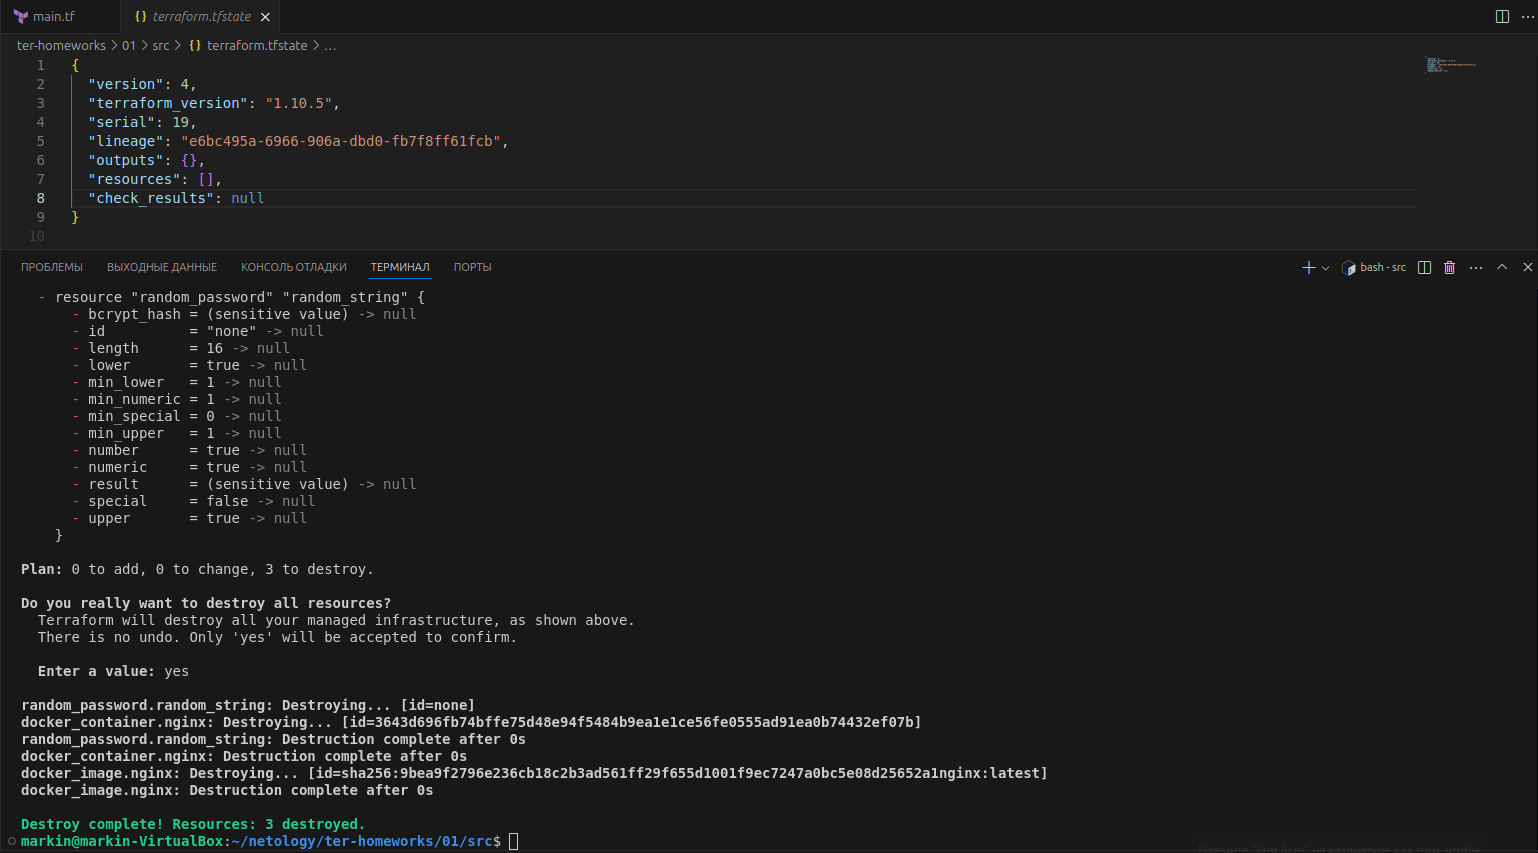 main.tf
{} terraform.tfstate
ter-homeworks > 01 > src > {} terraform.tfstate > ...
1 {
2 "version": 4,
3 "terraform_version": "1.10.5",
4 "serial": 19,
5 "lineage": "e6bc495a-6966-906a-dbd0-fb7f8ff61fcb",
6 "outputs": {},
7 "resources": [],
8 "check_results": null
9 }
10
ПРОБЛЕМЫ ВЫХОДНЫЕ ДАННЫЕ КОНСОЛЬ ОТЛАДКИ ТЕРМИНАЛ ПОРТЫ
bash - src
- resource "random_password" "random_string" {
- bcrypt_hash = (sensitive value) -> null
- id = "none" -> null
- length = 16 -> null
- lower = true -> null
- min_lower = 1 -> null
- min_numeric = 1 -> null
- min_special = 0 -> null
- min_upper = 1 -> null
- number = true -> null
- numeric = true -> null
- result = (sensitive value) -> null
- special = false -> null
- upper = true -> null
}
Plan: 0 to add, 0 to change, 3 to destroy.
Do you really want to destroy all resources?
Terraform will destroy all your managed infrastructure, as shown above.
There is no undo. Only 'yes' will be accepted to confirm.
Enter a value: yes
random_password.random_string: Destroying... [id=none]
docker_container.nginx: Destroying... [id=3643d696fb74bffe75d48e94f5484b9ea1e1ce56fe0555ad91ea0b74432ef07b]
random_password.random_string: Destruction complete after 0s
docker_container.nginx: Destruction complete after 0s
docker_image.nginx: Destroying... [id=sha256:9bea9f2796e236cb18c2b3ad561ff29f655d1001f9ec7247a0bc5e08d25652a1nginx:latest]
docker_image.nginx: Destruction complete after 0s
Destroy complete! Resources: 3 destroyed.
markin@markin-VirtualBox:~/netology/ter-homeworks/01/src$